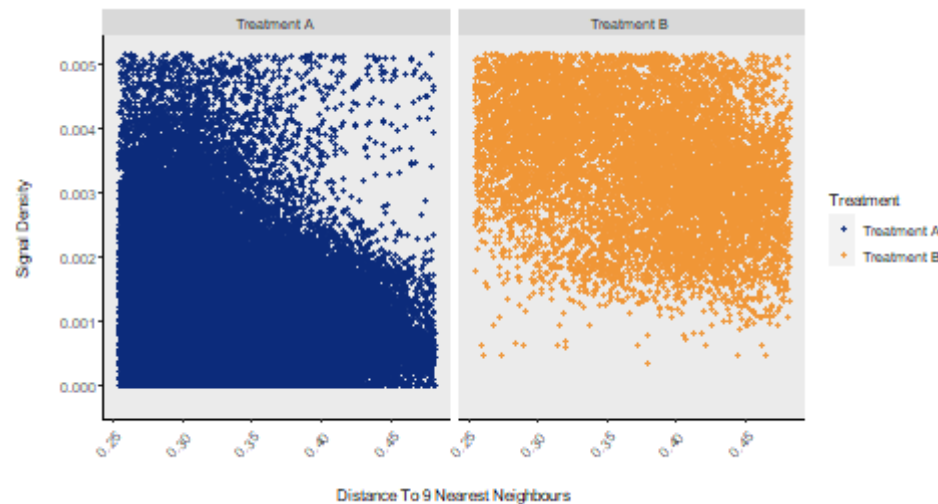 Treatment A
Treatment B
0.005
0.004
0.003
0.002
0.001
0.000
Signal Density
0.25
0.30
0.35
0.40
0.45
0.25
0.30
0.35
0.40
0.45
Distance To 9 Nearest Neighbours
Treatment
Treatment A
Treatment B